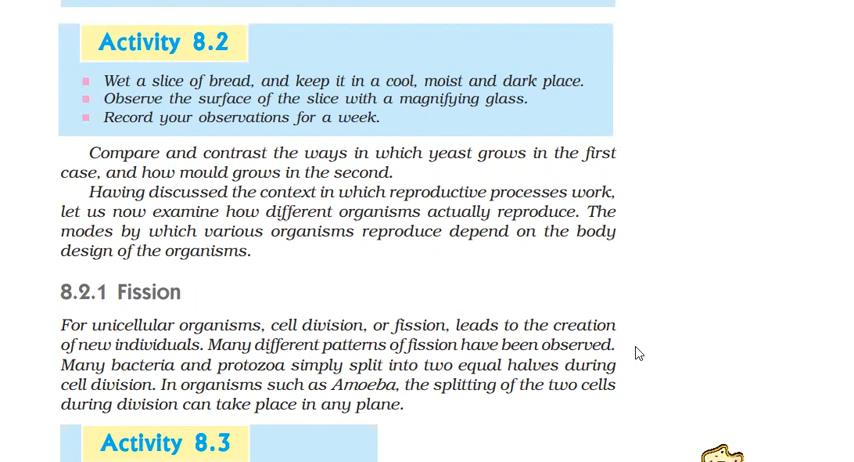 Activity 8.2
Wet a slice of bread, and keep it in a cool, moist and dark place.
Observe the surface of the slice with a magnifying glass.
Record your observations for a week.
Compare and contrast the ways in which yeast grows in the first
case, and how mould grows in the second.
Having discussed the context in which reproductive processes work,
let us now examine how different organisms actually reproduce. The
modes by which various organisms reproduce depend on the body
design of the organisms.
8.2.1 Fission
For unicellular organisms, cell division, or fission, leads to the creation
of new individuals. Many different patterns of fission have been observed.
Many bacteria and protozoa simply split into two equal halves during
cell division. In organisms such as Amoeba, the splitting of the two cells
during division can take place in any plane.
Activity 8.3